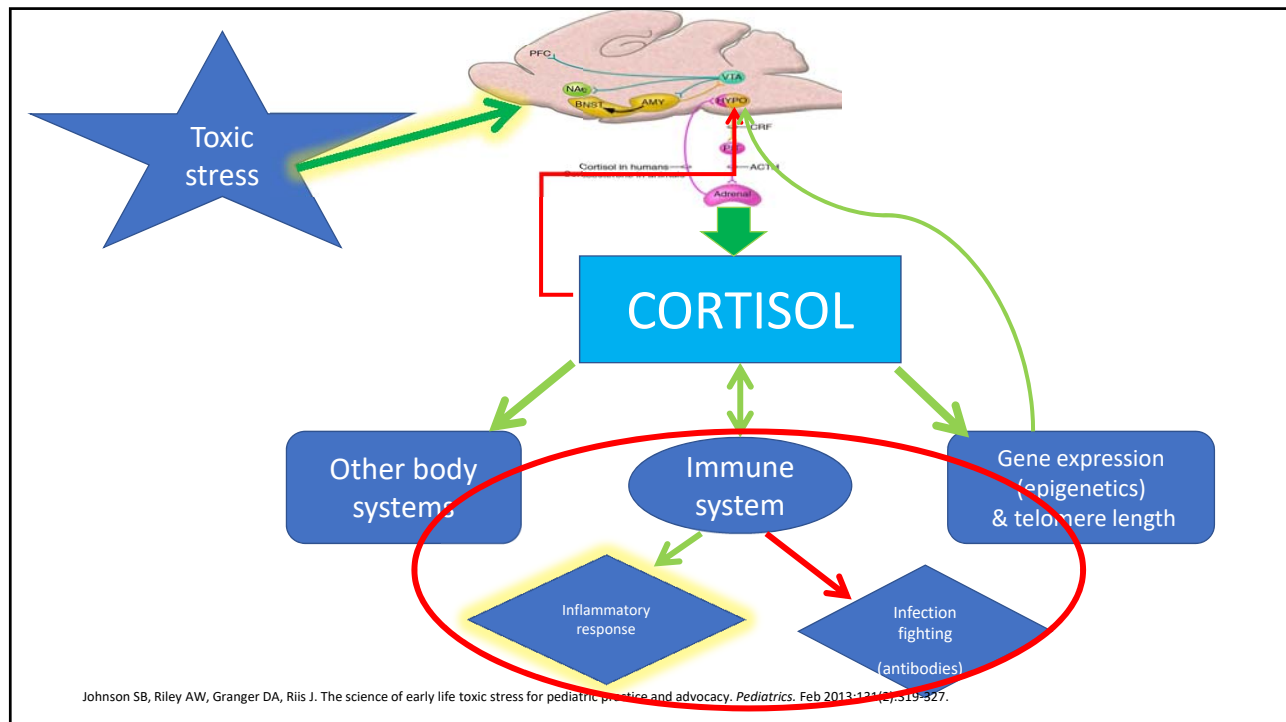 PFC
VTA
NAc
BNST
AMY
HYPO
CRF
Toxic
stress
Cortisol in humans
ACTH
in animals
Adrenal
CORTISOL
Other body
systems
Immune
system
Gene expression
(epigenetics)
& telomere length
Inflammatory
response
Infection
fighting
(antibodies)
Johnson SB, Riley AW, Granger DA, Riis J. The science of early life toxic stress for pediatric practice and advocacy. Pediatrics. Feb 2013;131(2):319-327.